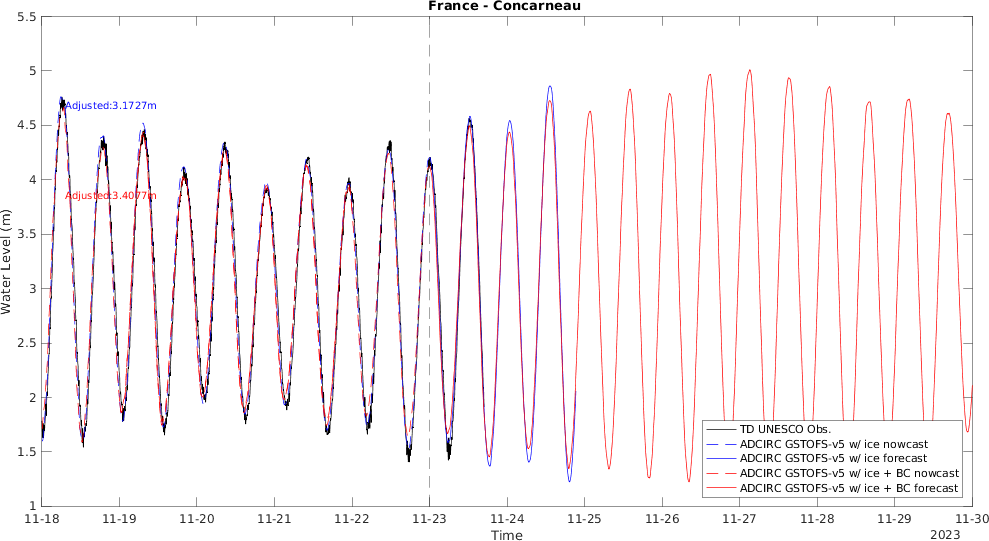 France - Concarneau
5.5
5
4.5
4
3.5
3
2.5
2
1.5
1
Water Level (m)
Adjusted:3.1727m
Adjusted:3.4077m
TD UNESCO Obs.
ADCIRC GSTOFS-v5 w/ ice nowcast
ADCIRC GSTOFS-v5 w/ ice forecast
ADCIRC GSTOFS-v5 w/ ice + BC nowcast
ADCIRC GSTOFS-v5 w/ ice + BC forecast
11-18 11-19 11-20 11-21 11-22 11-23 11-24 11-25 11-26 11-27 11-28 11-29 11-30
Time
2023